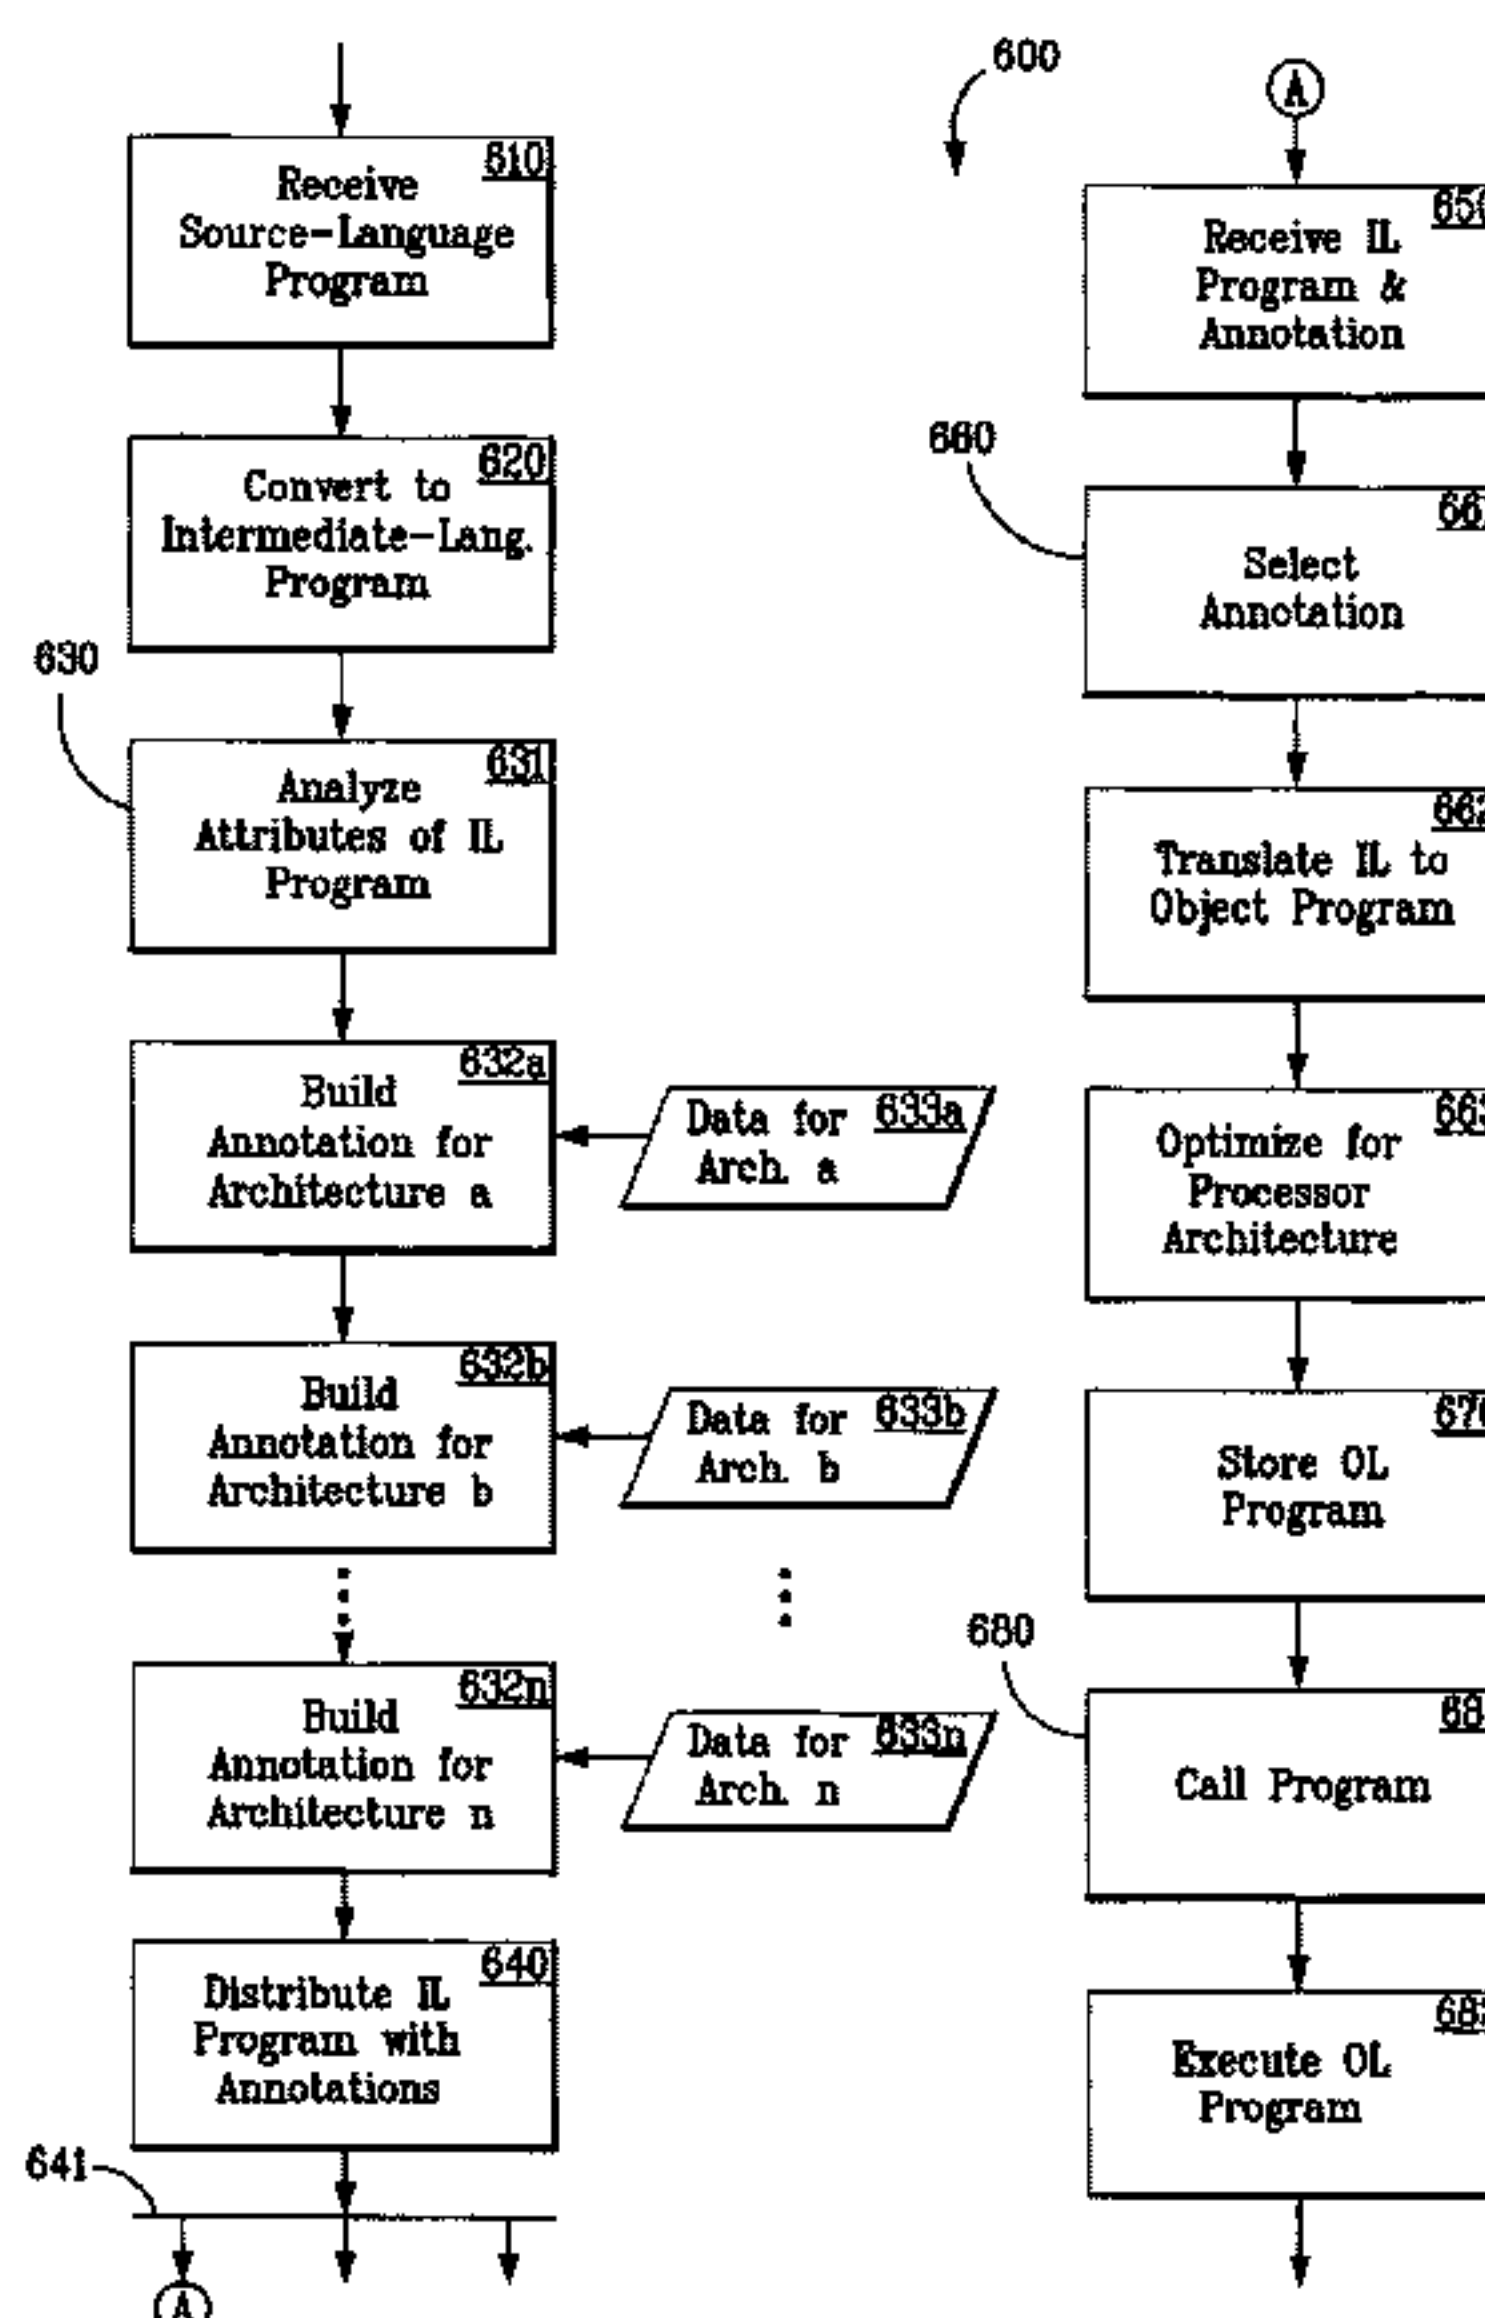 610
Receive
Source-Language
Program
620
Convert to
Intermediate-Lang.
Program
630
631
Analyze
Attributes of IL
Program
632a
Build
Annotation for
Architecture a
633a
Data for
Arch. a
632b
Build
Annotation for
Architecture b
633b
Data for
Arch. b
632n
Build
Annotation for
Architecture n
633n
Data for
Arch. n
640
Distribute IL
Program with
Annotations
641
A
600
A
Receive IL
Program &
Annotation
660
Select
Annotation
Translate IL to
Object Program
Optimize for
Processor
Architecture
Store OL
Program
680
Call Program
Execute OL
Program